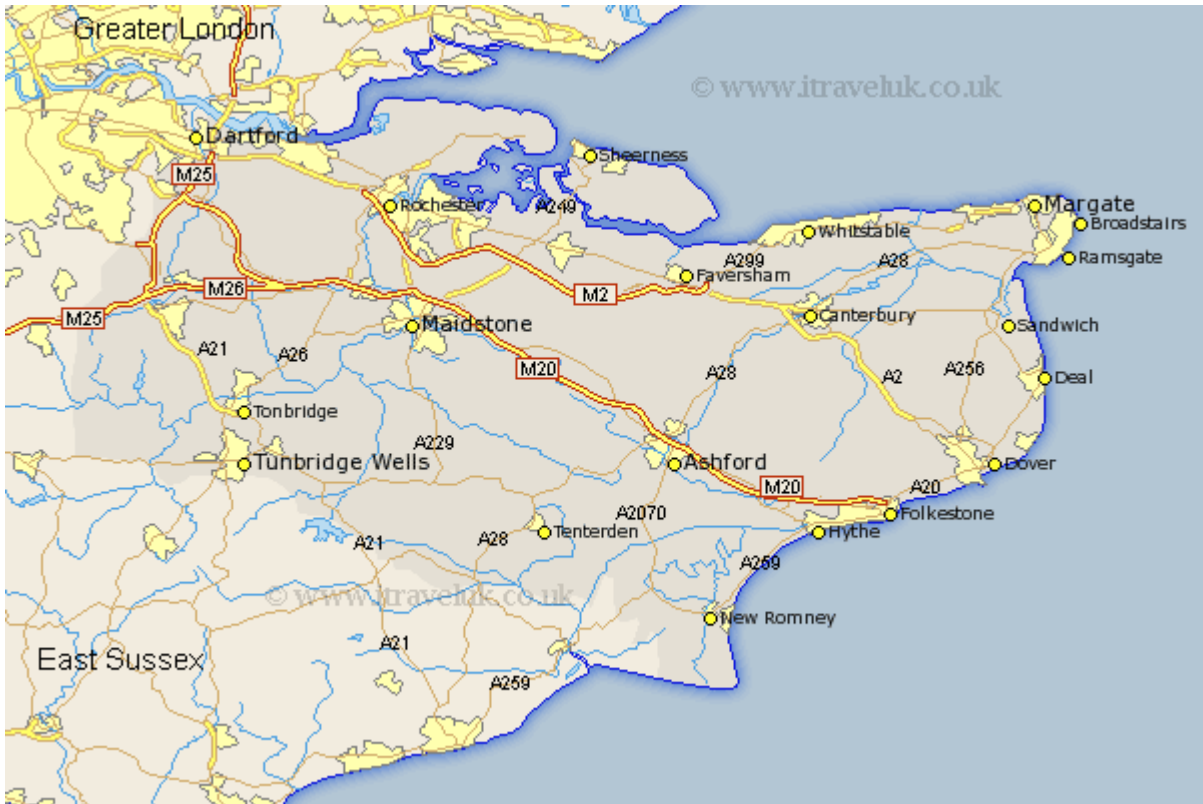 Greater London
© www.itraveluk.co.uk
Dartford
Sheerness
M25
Rochester
A249
Margate
Broadstairs
Whitstable
Ramsgate
A299
A28
Faversham
M26
M2
M25
Canterbury
Maidstone
Sandwich
A21
A26
M20
A28
A2
A256
Deal
Tonbridge
A229
Tunbridge Wells
Ashford
Dover
M20
A20
A2070
Folkestone
Tenterden
Hythe
A21
A28
A259
© www.itraveluk.co.uk
New Romney
A21
East Sussex
A259